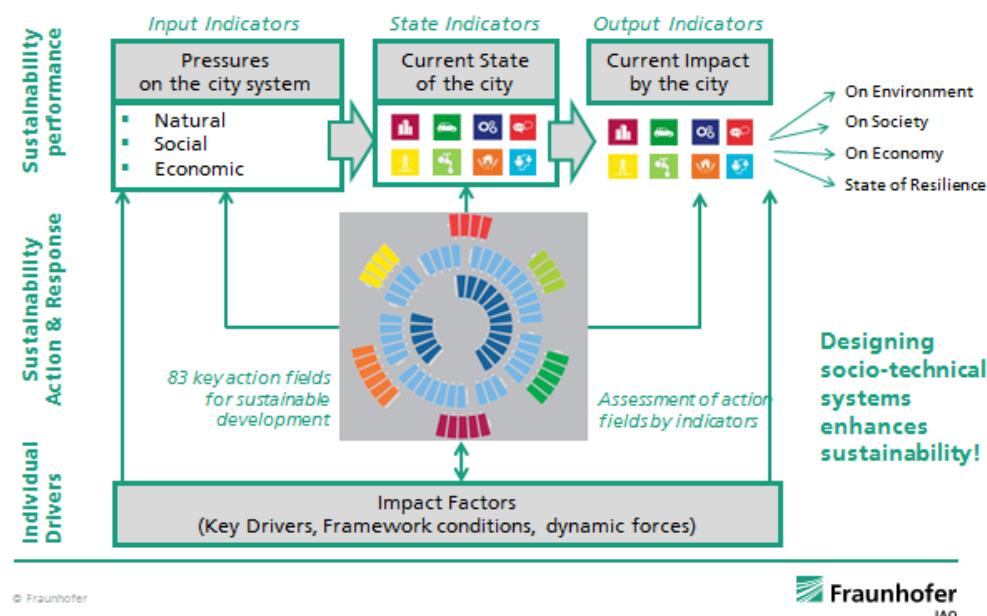 Input Indicators
State Indicators
Output Indicators
Sustainability
performance
Pressures
on the city system
Current State
of the city
Current Impact
by the city
Natural
Social
Economic
On Environment
On Society
On Economy
State of Resilience
Sustainability
Action & Response
83 key action fields
for sustainable
development
Assessment of action
fields by indicators
Designing
socio-technical
systems
enhances
sustainability!
Individual
Drivers
Impact Factors
(Key Drivers, Framework conditions, dynamic forces)
© Fraunhofer
Fraunhofer
IAO